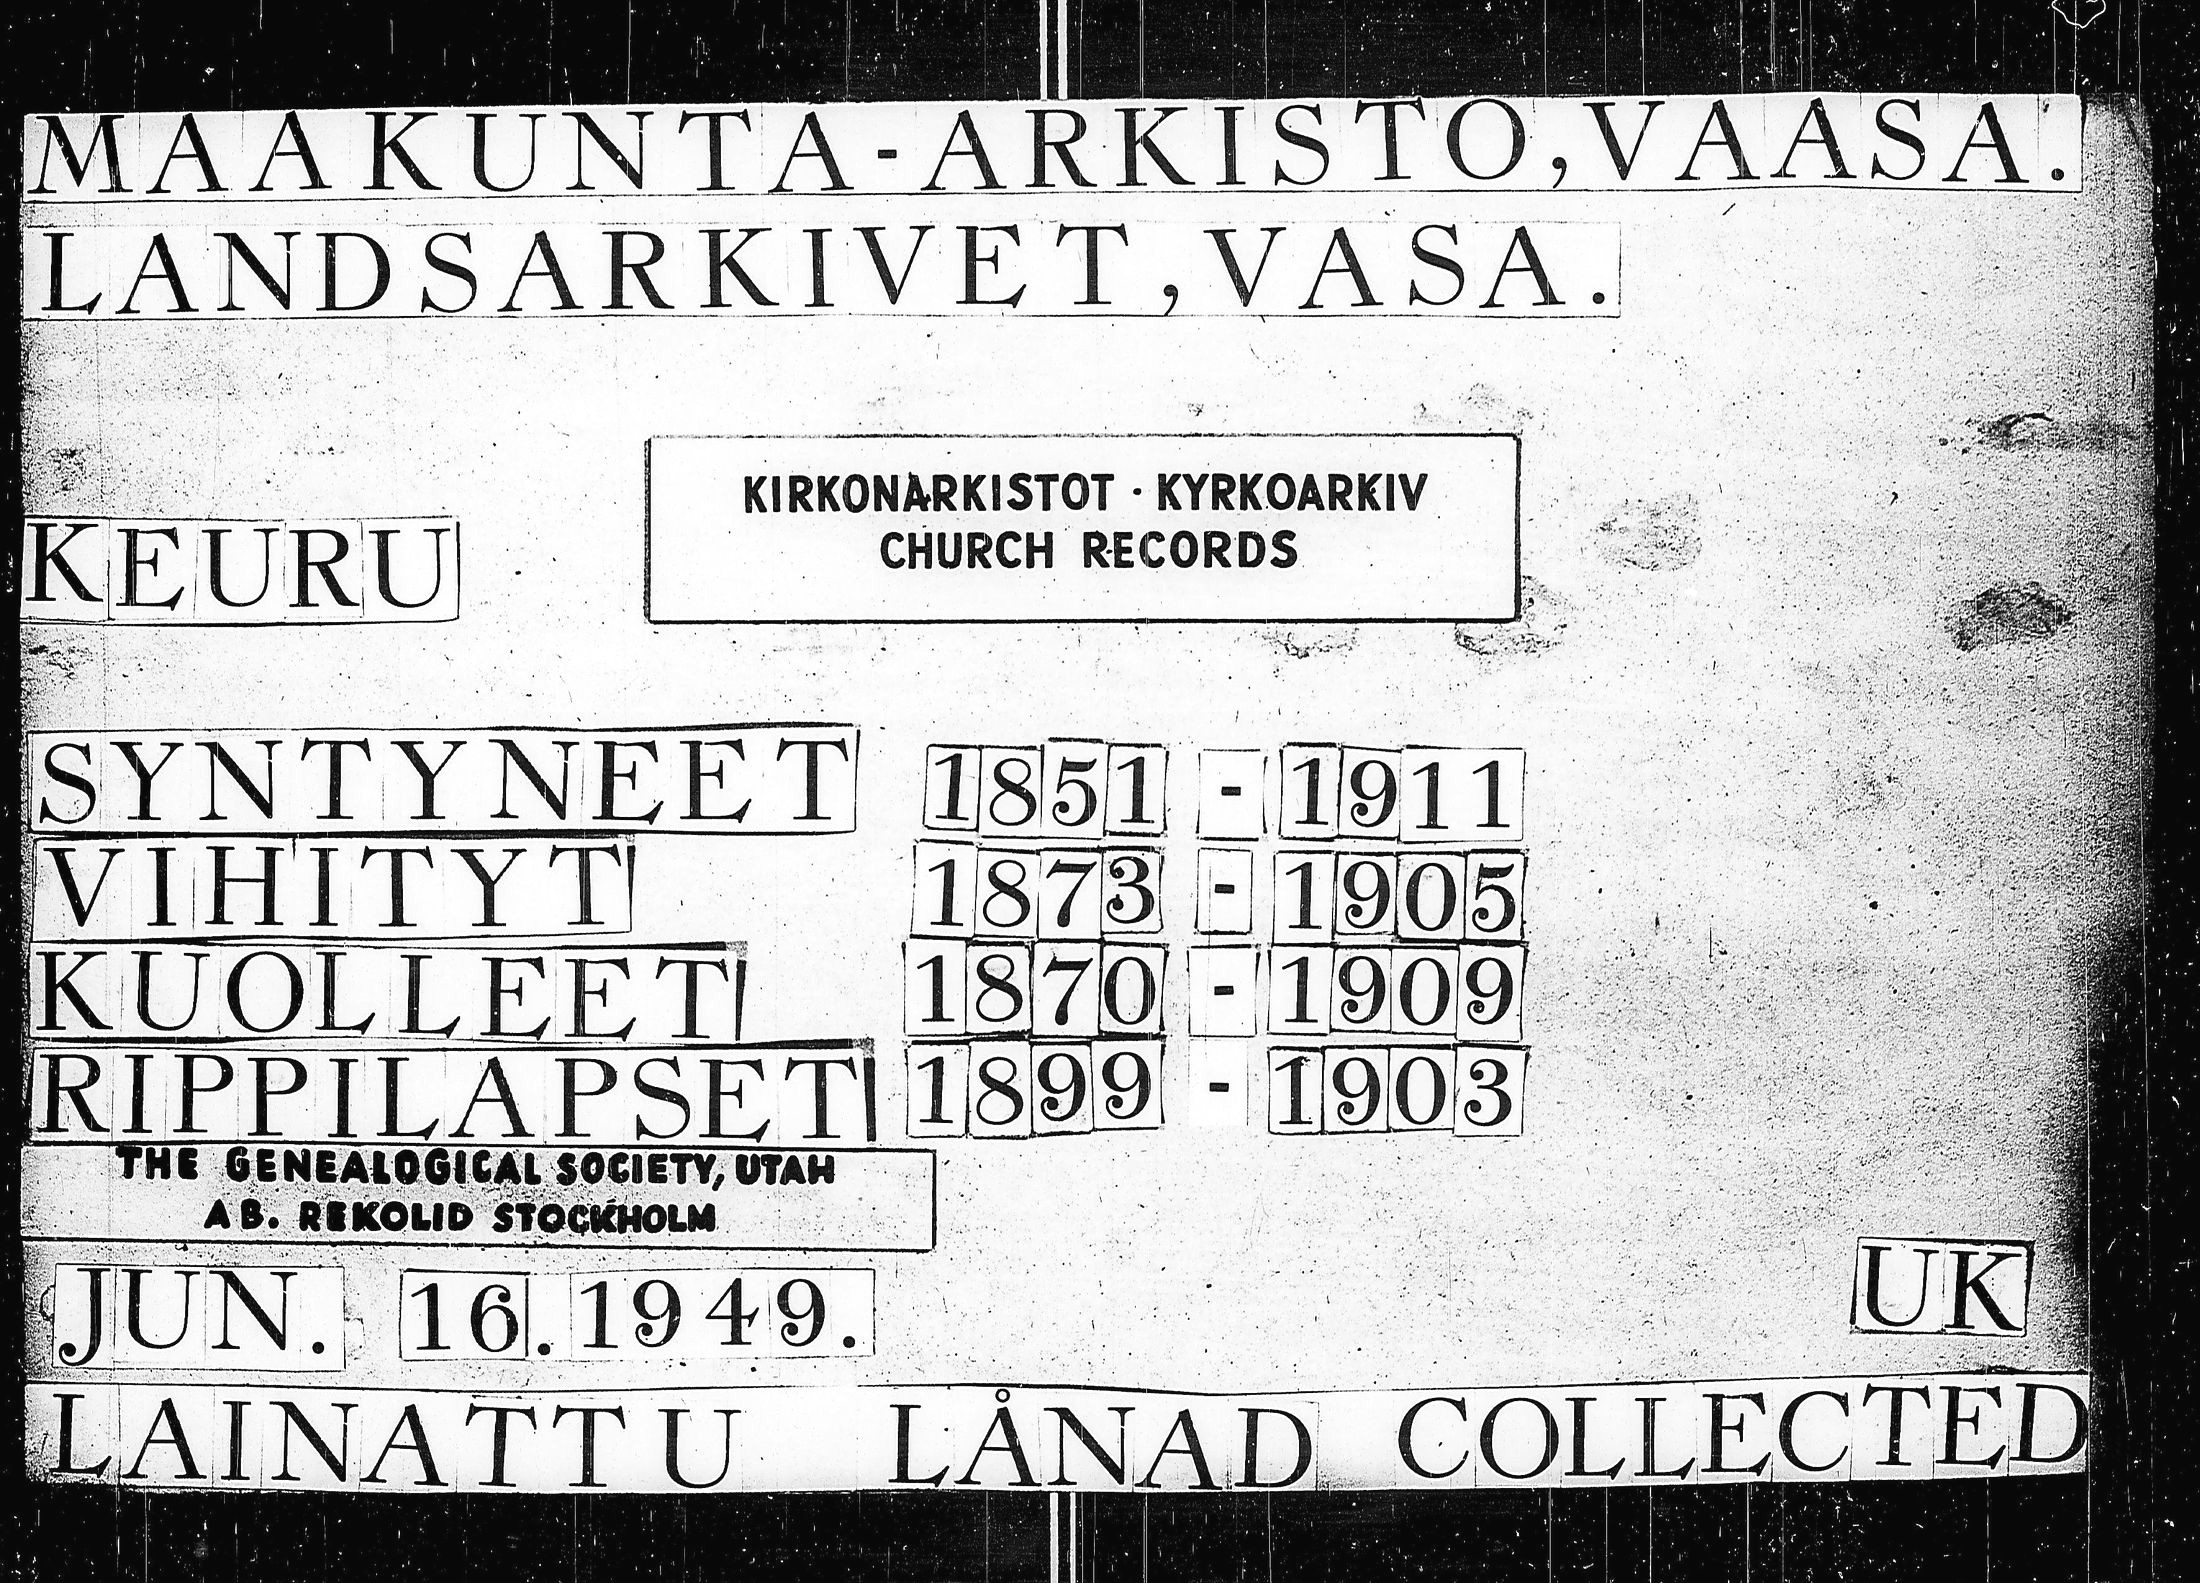 MAAKUNTA-ARKISTO, VAASA.
LANDSARKIVET, VASA.
KIRKONARKISTOT · KYRKOARKIV
CHURCH RECORDS
KEURU
SYNTYNEET 1851 - 1911
VIHITYT 1873 - 1905
KUOLLEET 1870 - 1909
RIPPILAPSET 1899 - 1903
THE GENEALOGICAL SOCIETY, UTAH
AB. REKOLID STOCKHOLM
JUN. 16. 1949.
UK
LAINATTU LÅNAD COLLECTED